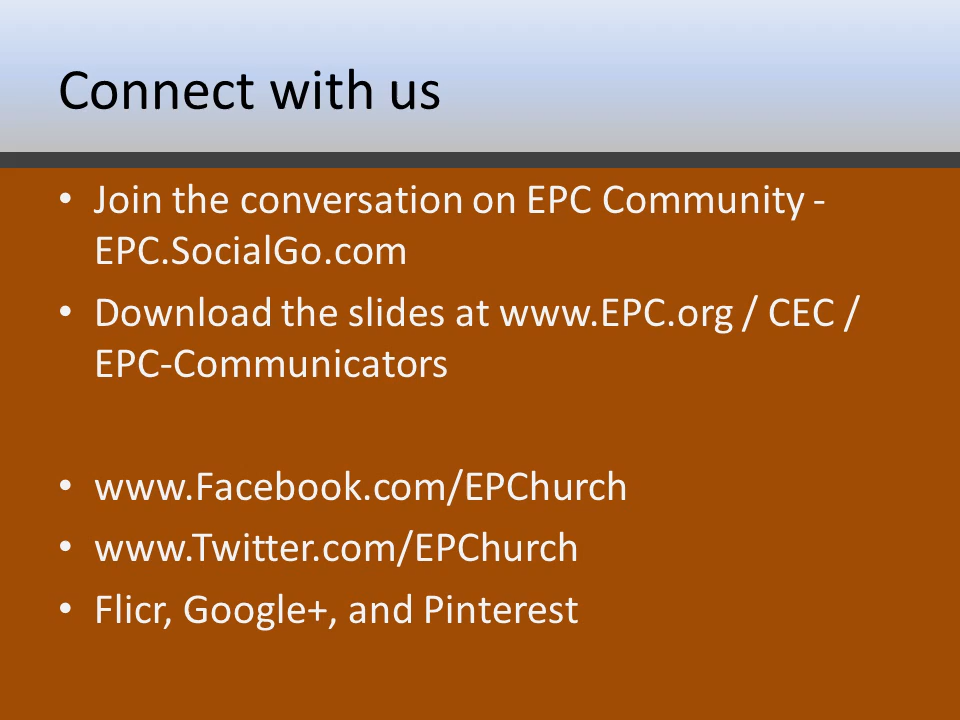 Connect with us
• Join the conversation on EPC Community -
EPC.SocialGo.com
• Download the slides at www.EPC.org / CEC /
EPC-Communicators
• www.Facebook.com/EPChurch
• www.Twitter.com/EPChurch
• Flicr, Google+, and Pinterest